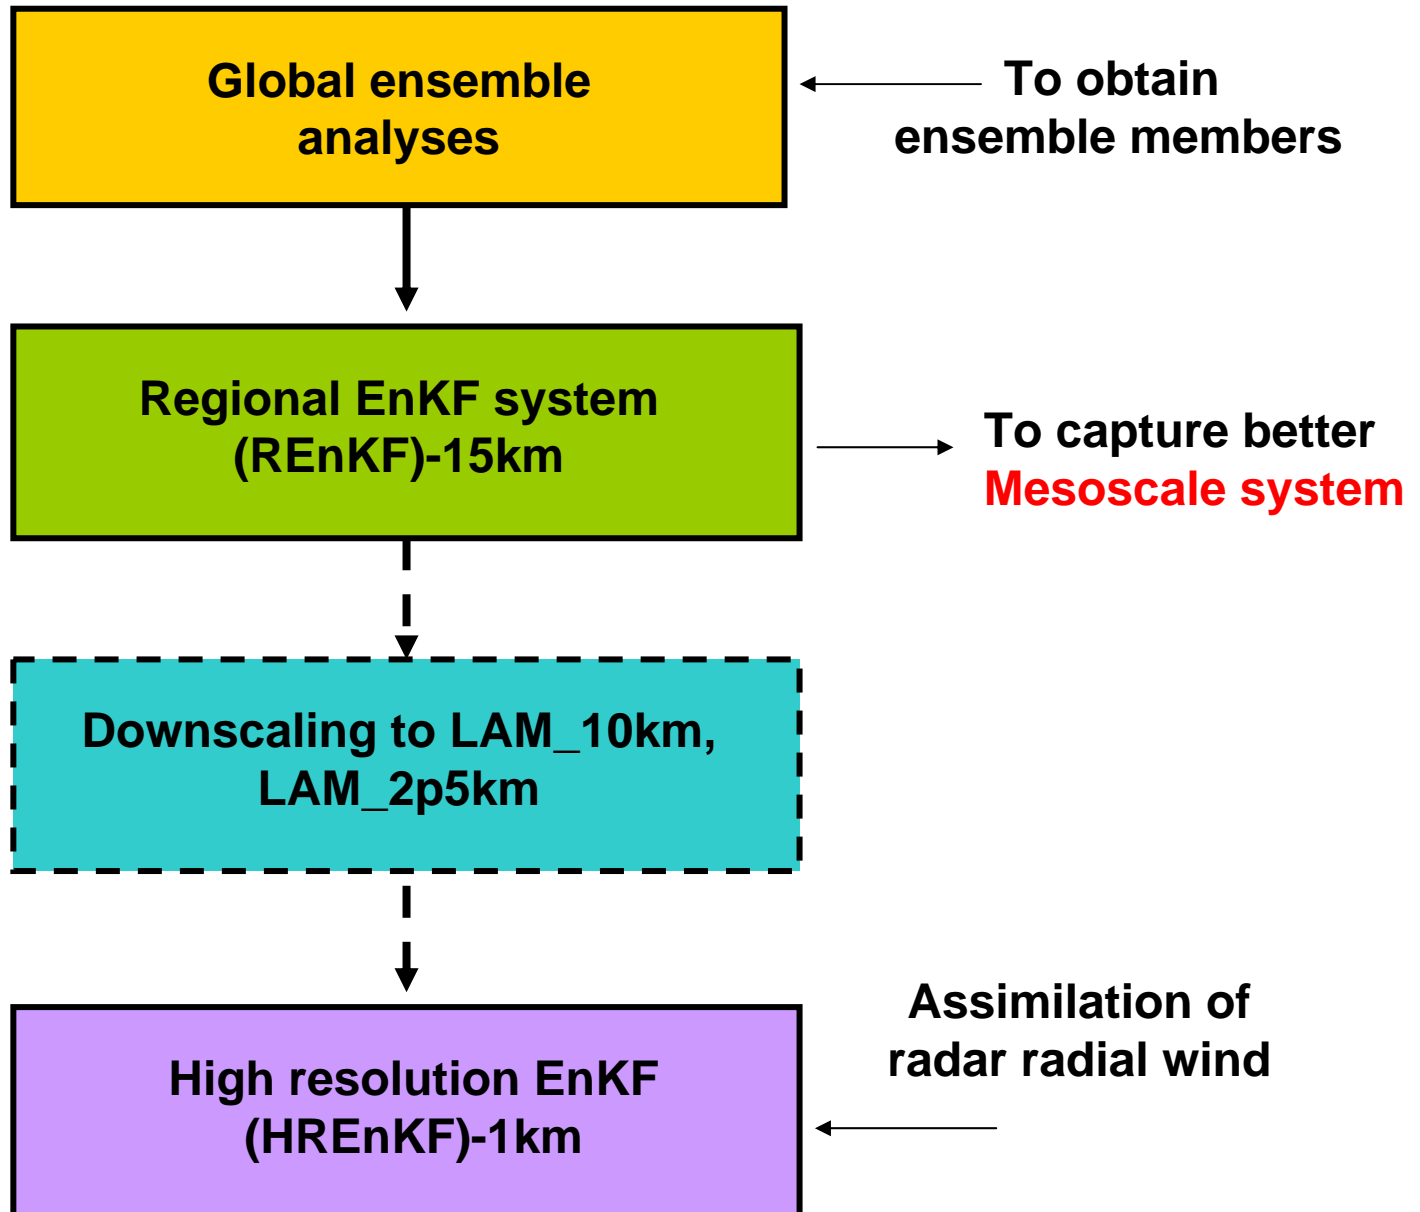 Global ensemble
analyses
To obtain
ensemble members
Regional EnKF system
(REnKF)-15km
To capture better
Mesoscale system
Downscaling to LAM_10km,
LAM_2p5km
Assimilation of
radar radial wind
High resolution EnKF
(HREnKF)-1km